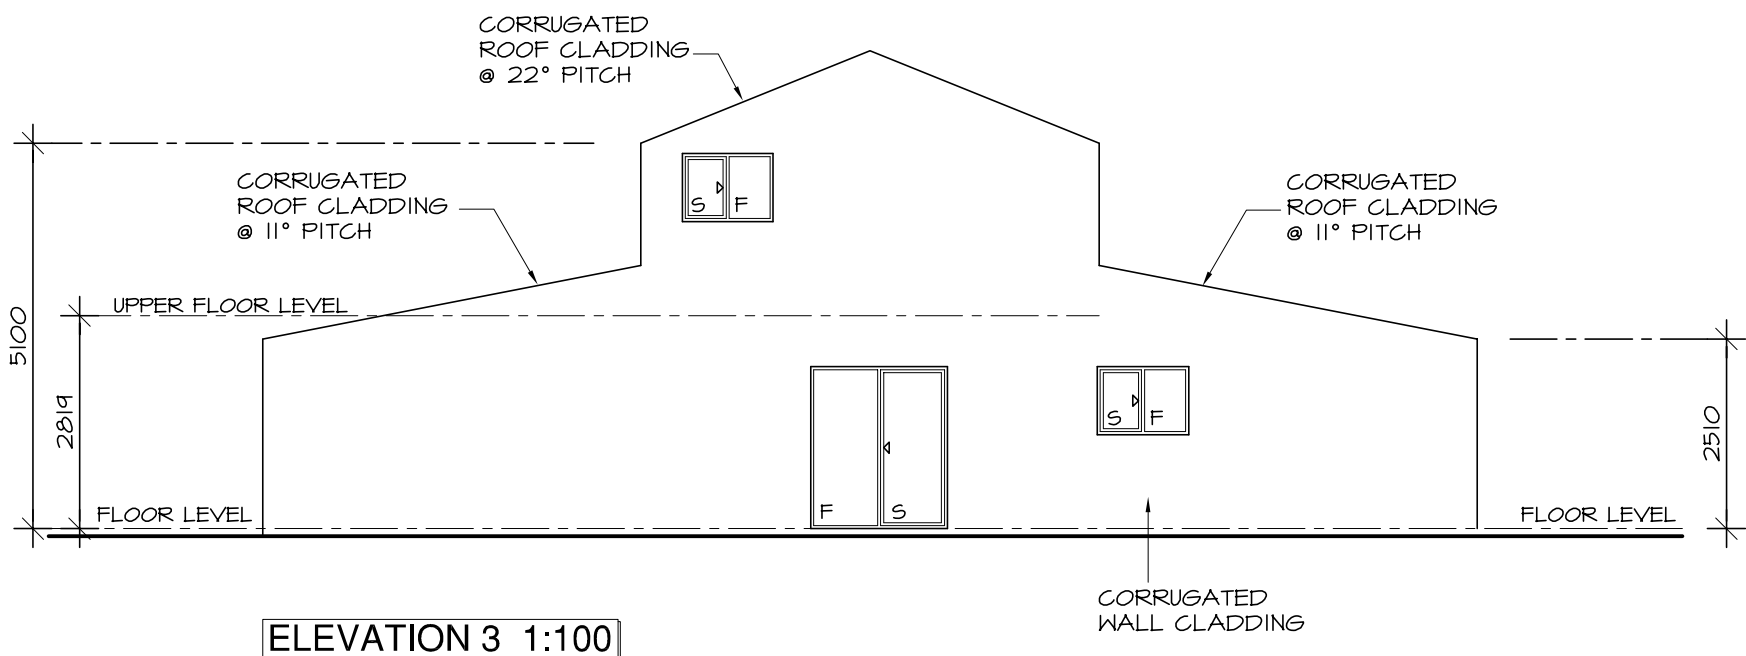 CORRUGATED
ROOF CLADDING
@ 22° PITCH
CORRUGATED
ROOF CLADDING
@ 11° PITCH
CORRUGATED
ROOF CLADDING
@ 11° PITCH
S F
UPPER FLOOR LEVEL
5100
2819
S F
2510
F S
FLOOR LEVEL
FLOOR LEVEL
CORRUGATED
WALL CLADDING
ELEVATION 3 1:100